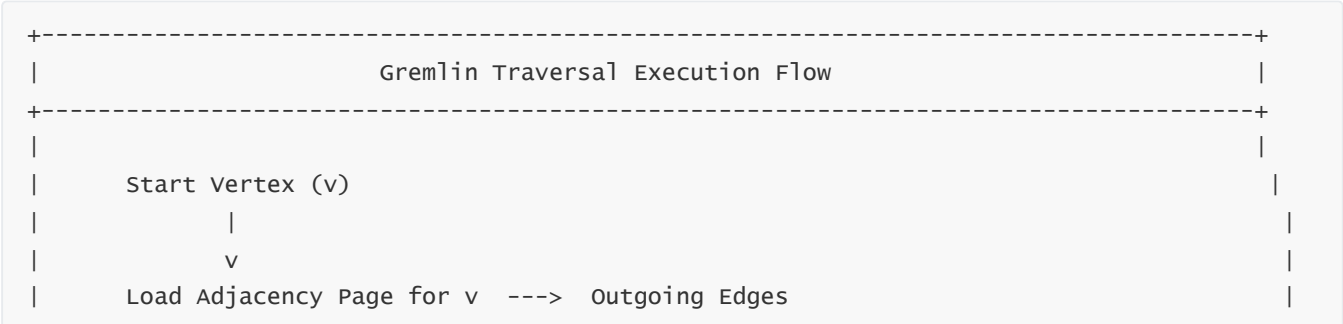 +--------------------------------------------------------------------------------------+
|                        Gremlin Traversal Execution Flow                              |
+--------------------------------------------------------------------------------------+
|                                                                                      |
|      Start Vertex (v)                                                                 |
|             |                                                                          |
|             v                                                                          |
|      Load Adjacency Page for v  --->  Outgoing Edges                                   |